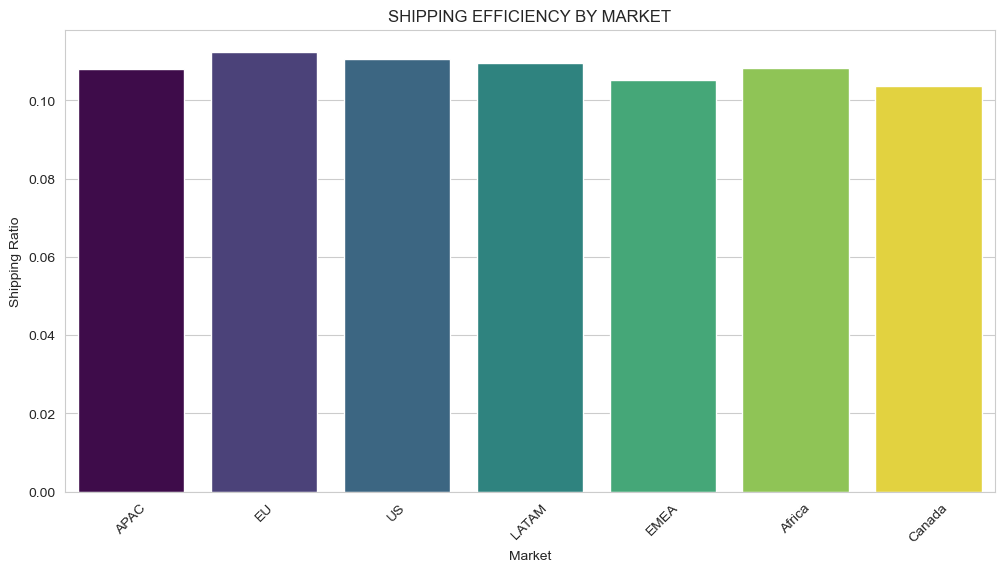 SHIPPING EFFICIENCY BY MARKET
Shipping Ratio
0.10
0.08
0.06
0.04
0.02
0.00
APAC
EU
US
LATAM
EMEA
Africa
Canada
Market